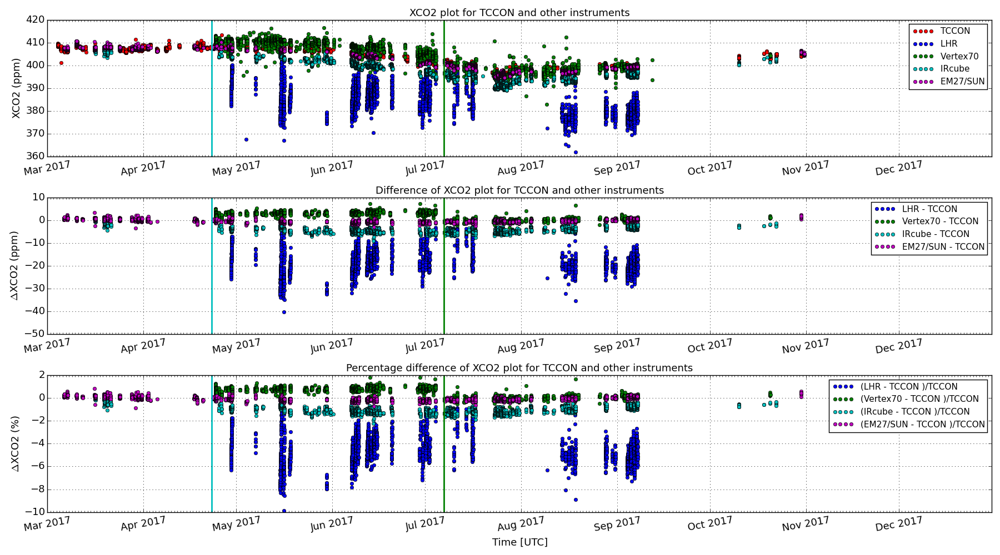 XCO2 plot for TCCON and other instruments
XCO2 (ppm)
420
410
400
390
380
370
360
TCCON
LHR
Vertex70
IRcube
EM27/SUN
Mar 2017
Apr 2017
May 2017
Jun 2017
Jul 2017
Aug 2017
Sep 2017
Oct 2017
Nov 2017
Dec 2017
Difference of XCO2 plot for TCCON and other instruments
ΔXCO2 (ppm)
10
0
−10
−20
−30
−40
−50
LHR - TCCON
Vertex70 - TCCON
IRcube - TCCON
EM27/SUN - TCCON
Mar 2017
Apr 2017
May 2017
Jun 2017
Jul 2017
Aug 2017
Sep 2017
Oct 2017
Nov 2017
Dec 2017
Percentage difference of XCO2 plot for TCCON and other instruments
ΔXCO2 (%)
2
0
−2
−4
−6
−8
−10
(LHR - TCCON )/TCCON
(Vertex70 - TCCON )/TCCON
(IRcube - TCCON )/TCCON
(EM27/SUN - TCCON )/TCCON
Mar 2017
Apr 2017
May 2017
Jun 2017
Jul 2017
Aug 2017
Sep 2017
Oct 2017
Nov 2017
Dec 2017
Time [UTC]